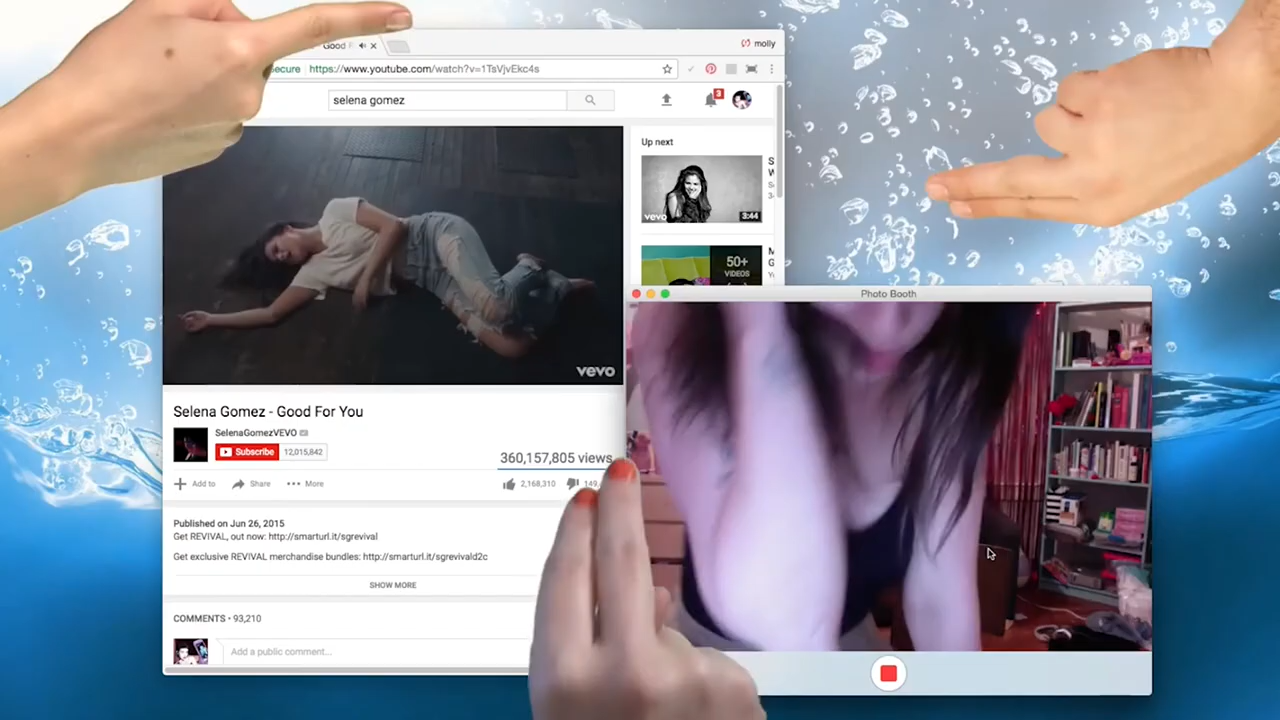 Good F
molly
ecure https://www.youtube.com/watch?v=1TsVjvEkc4s
selena gomez
3
Up next
vevo
3:44
50+
VIDEOS
vevo
Photo Booth
Selena Gomez - Good For You
SelenaGomezVEVO
Subscribe 12,015,842
360,157,805 views
Add to Share More
2,168,310 149,
Published on Jun 26, 2015
Get REVIVAL, out now: http://smarturl.it/sgrevival
Get exclusive REVIVAL merchandise bundles: http://smarturl.it/sgrevivald2c
SHOW MORE
COMMENTS • 93,210
Add a public comment...